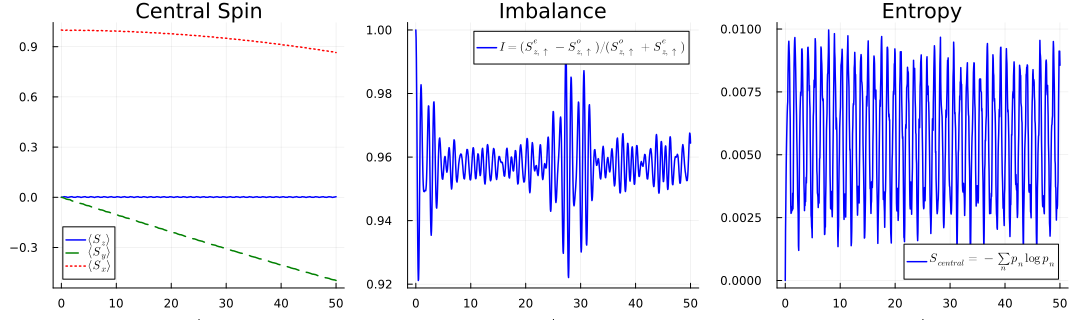 Central Spin
0.9
0.6
0.3
0.0
−0.3
⟨S_z⟩
⟨S_y⟩
⟨S_x⟩
0 10 20 30 40 50
Imbalance
1.00
0.98
0.96
0.94
0.92
I = (S^e_{z,↑} − S^o_{z,↑})/(S^o_{z,↑} + S^e_{z,↑})
0 10 20 30 40 50
Entropy
0.0100
0.0075
0.0050
0.0025
0.0000
S_{central} = − ∑_n p_n log p_n
0 10 20 30 40 50